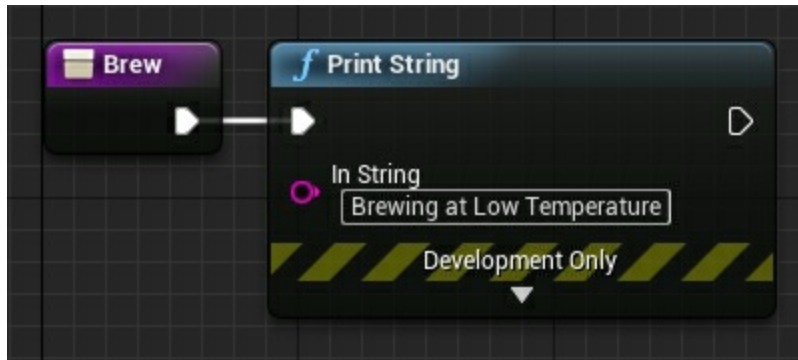 Brew
f Print String
In String
Brewing at Low Temperature
Development Only